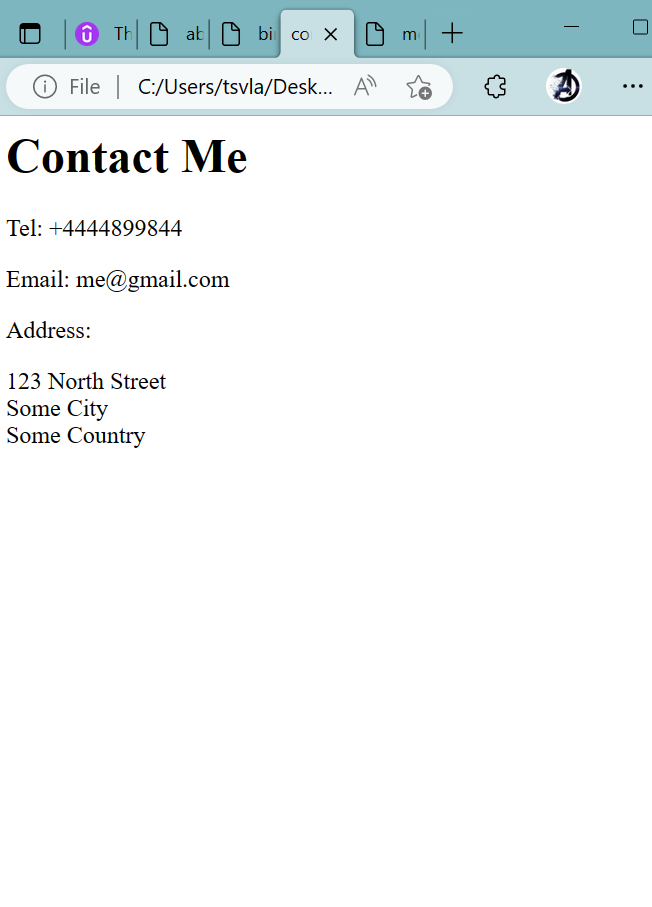 Th ab bi co m
File C:/Users/tsvla/Desk...
Contact Me
Tel: +4444899844
Email: me@gmail.com
Address:
123 North Street
Some City
Some Country